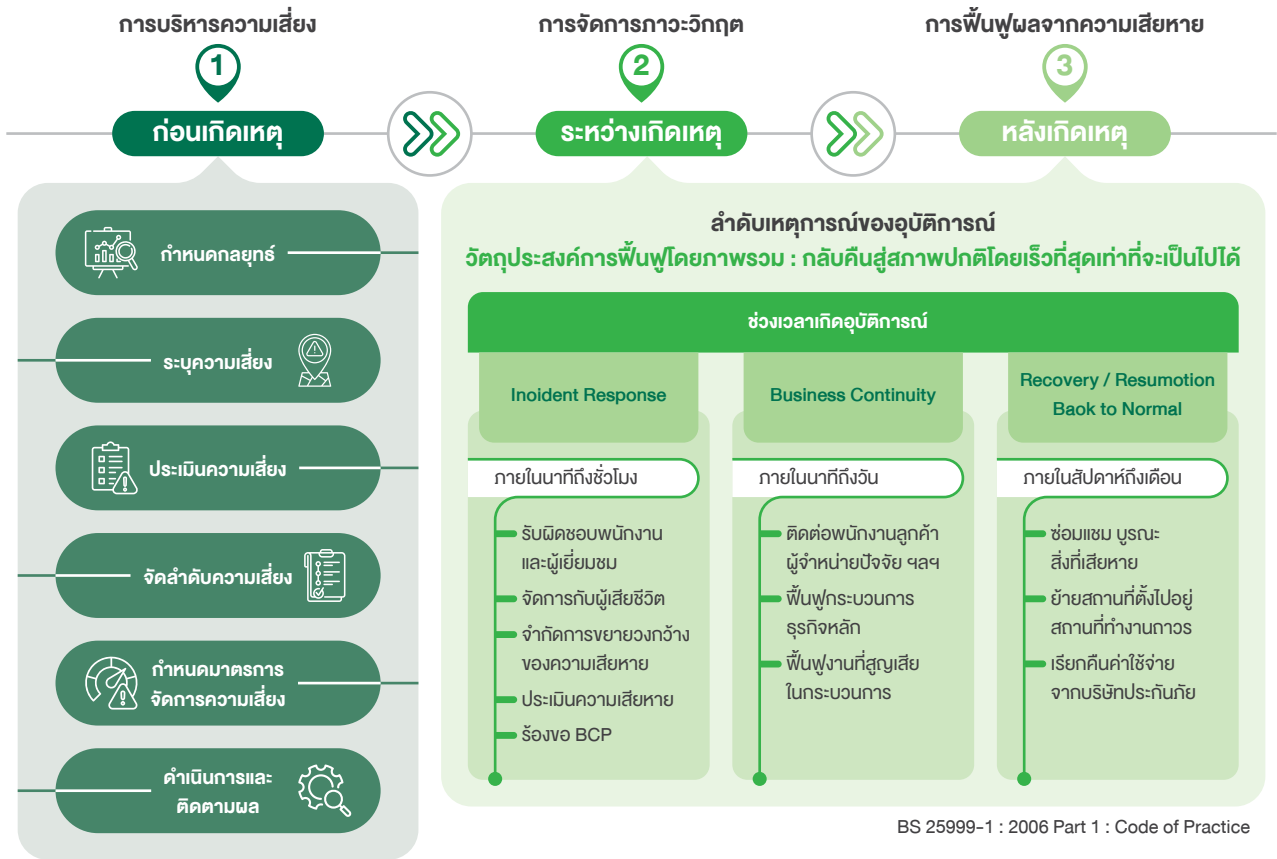 การบริหารความเสี่ยง
1
ก่อนเกิดเหตุ
การจัดการภาวะวิกฤต
2
ระหว่างเกิดเหตุ
การฟื้นฟูผลจากความเสียหาย
3
หลังเกิดเหตุ
กำหนดกลยุทธ์
ระบุความเสี่ยง
ประเมินความเสี่ยง
จัดลำดับความเสี่ยง
กำหนดมาตรการ
จัดการความเสี่ยง
ดำเนินการและ
ติดตามผล
ลำดับเหตุการณ์ของอุบัติการณ์
วัตถุประสงค์การฟื้นฟูโดยภาพรวม : กลับคืนสู่สภาพปกติโดยเร็วที่สุดเท่าที่จะเป็นไปได้
ช่วงเวลาเกิดอุบัติการณ์
Inoident Response
ภายในนาทีถึงชั่วโมง
รับผิดชอบพนักงาน
และผู้เยี่ยมชม
จัดการกับผู้เสียชีวิต
จำกัดการขยายวงกว้าง
ของความเสียหาย
ประเมินความเสียหาย
ร้องขอ BCP
Business Continuity
ภายในนาทีถึงวัน
ติดต่อพนักงานลูกค้า
ผู้จำหน่ายปัจจัย ฯลฯ
ฟื้นฟูกระบวนการ
ธุรกิจหลัก
ฟื้นฟูงานที่สูญเสีย
ในกระบวนการ
Recovery / Resumotion
Baok to Normal
ภายในสัปดาห์ถึงเดือน
ซ่อมแซม บูรณะ
สิ่งที่เสียหาย
ย้ายสถานที่ตั้งไปอยู่
สถานที่ทำงานถาวร
เรียกคืนค่าใช้จ่าย
จากบริษัทประกันภัย
BS 25999-1 : 2006 Part 1 : Code of Practice